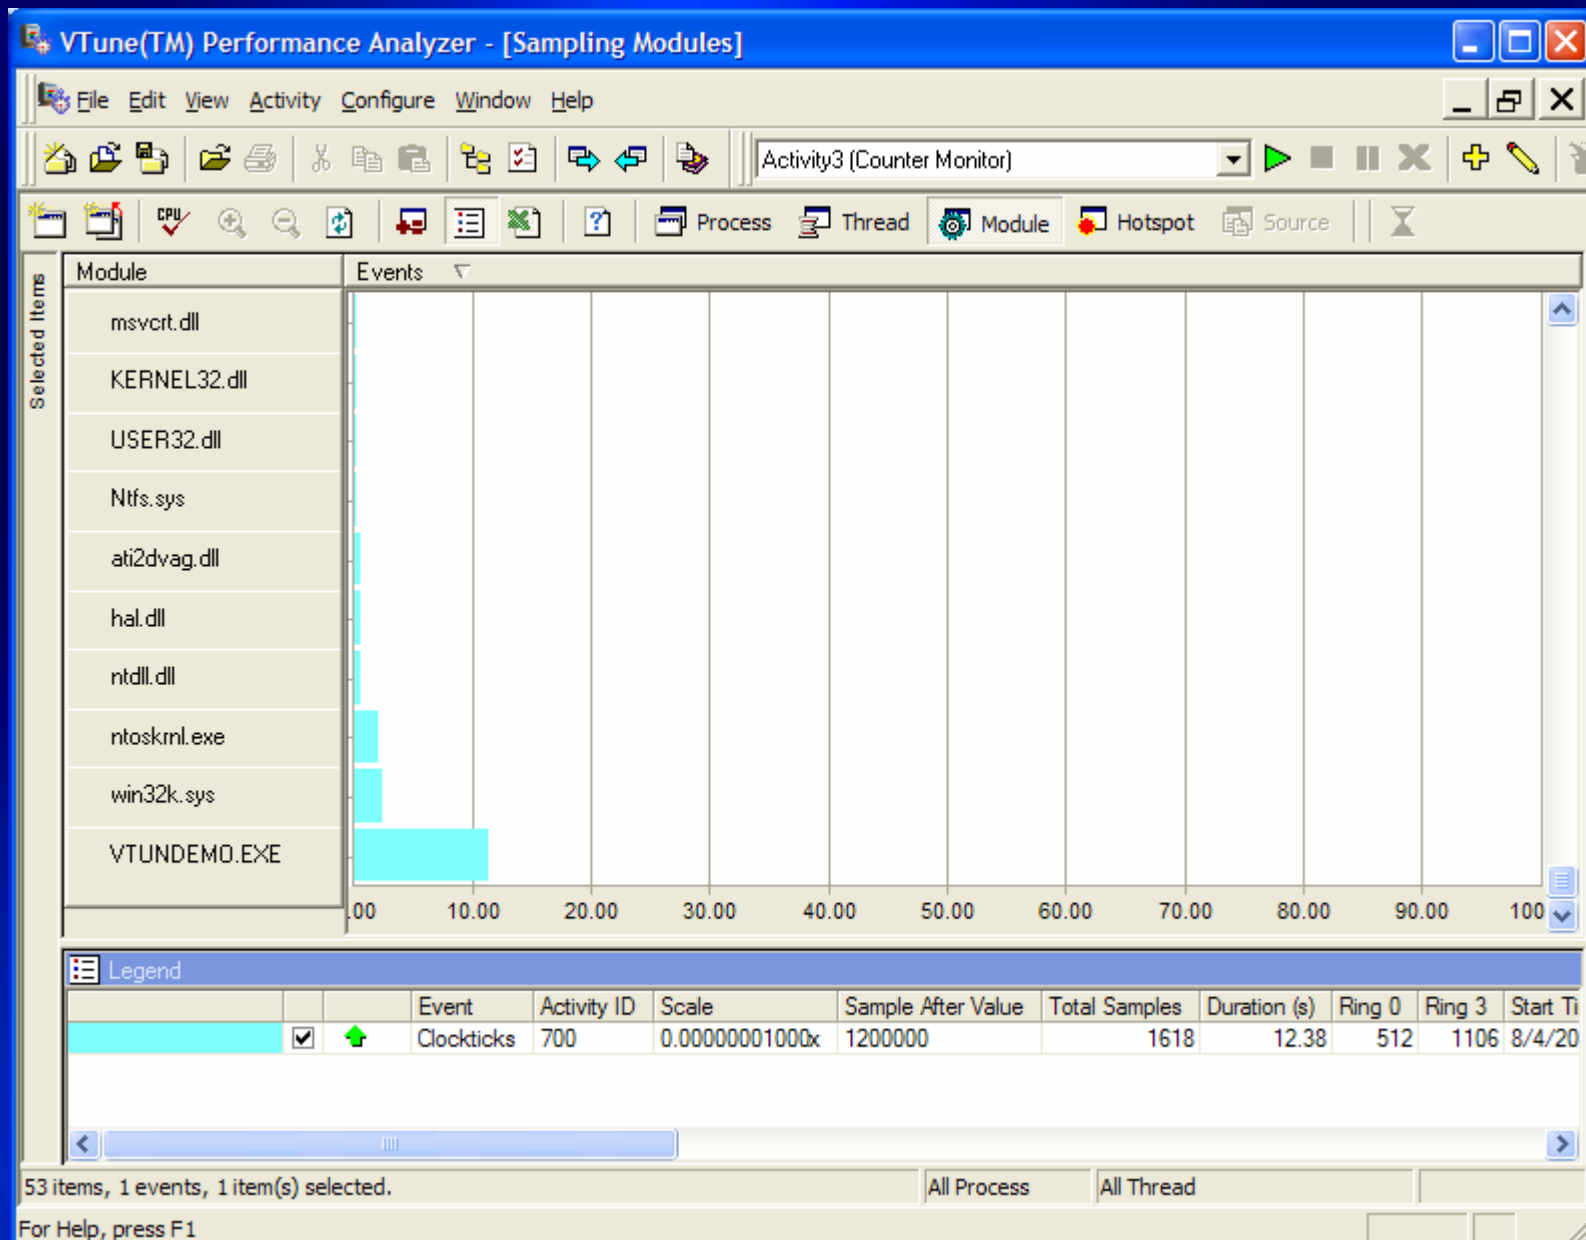 VTune(TM) Performance Analyzer - [Sampling Modules]
File Edit View Activity Configure Window Help
Activity3 (Counter Monitor)
CPU Process Thread Module Hotspot Source
Selected Items
Module Events
msvcrt.dll
KERNEL32.dll
USER32.dll
Ntfs.sys
ati2dvag.dll
hal.dll
ntdll.dll
ntoskrnl.exe
win32k.sys
VTUNDEMO.EXE
.00 10.00 20.00 30.00 40.00 50.00 60.00 70.00 80.00 90.00 100
Legend
Event Activity ID Scale Sample After Value Total Samples Duration (s) Ring 0 Ring 3 Start Ti
Clockticks 700 0.00000001000x 1200000 1618 12.38 512 1106 8/4/20
53 items, 1 events, 1 item(s) selected. All Process All Thread
For Help, press F1